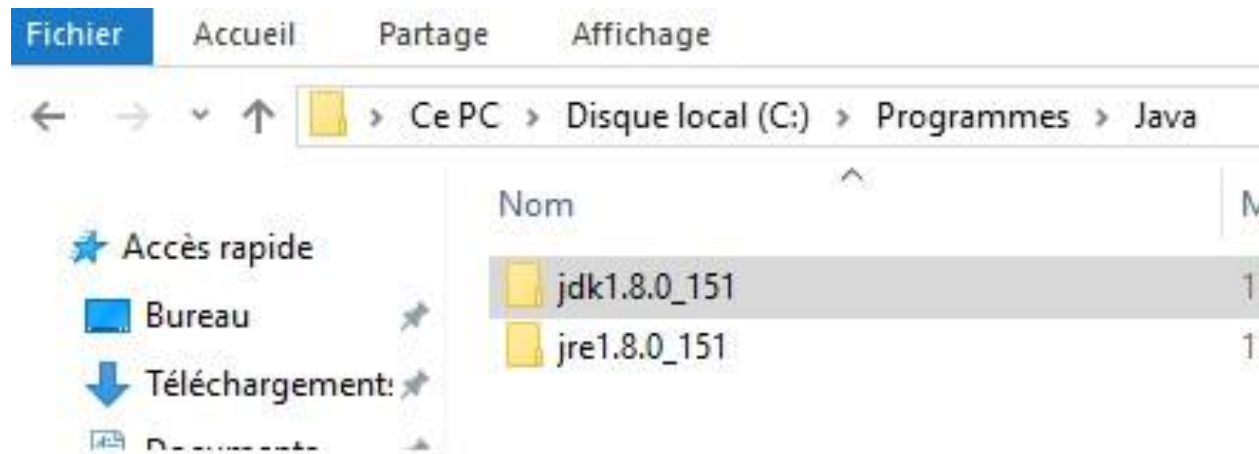 Fichier Accueil Partage Affichage
Ce PC > Disque local (C:) > Programmes > Java
Nom
Accès rapide
jdk1.8.0_151
Bureau
jre1.8.0_151
Téléchargement